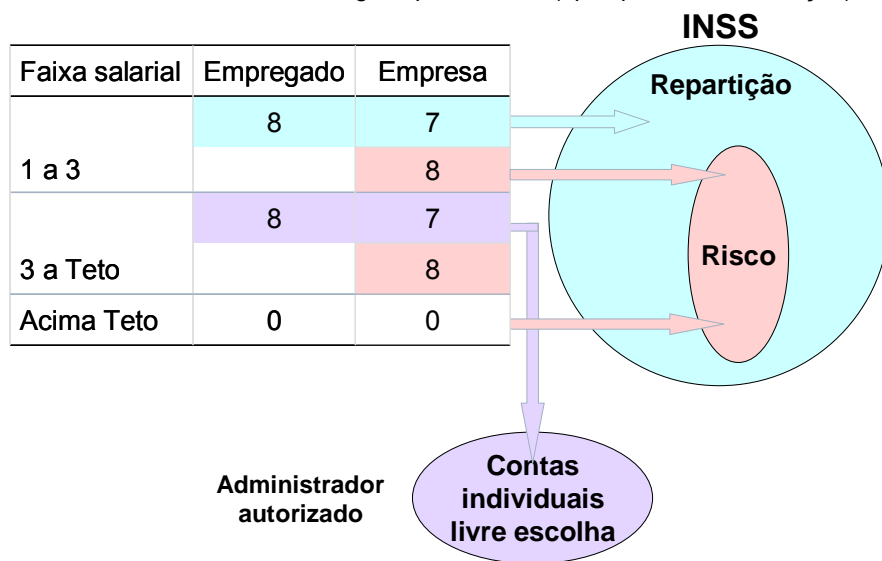 INSS
Faixa salarial Empregado Empresa
Repartição
8 7
1 a 3 8
8 7
Risco
3 a Teto 8
Acima Teto 0 0
Contas
individuais
livre escolha
Administrador
autorizado